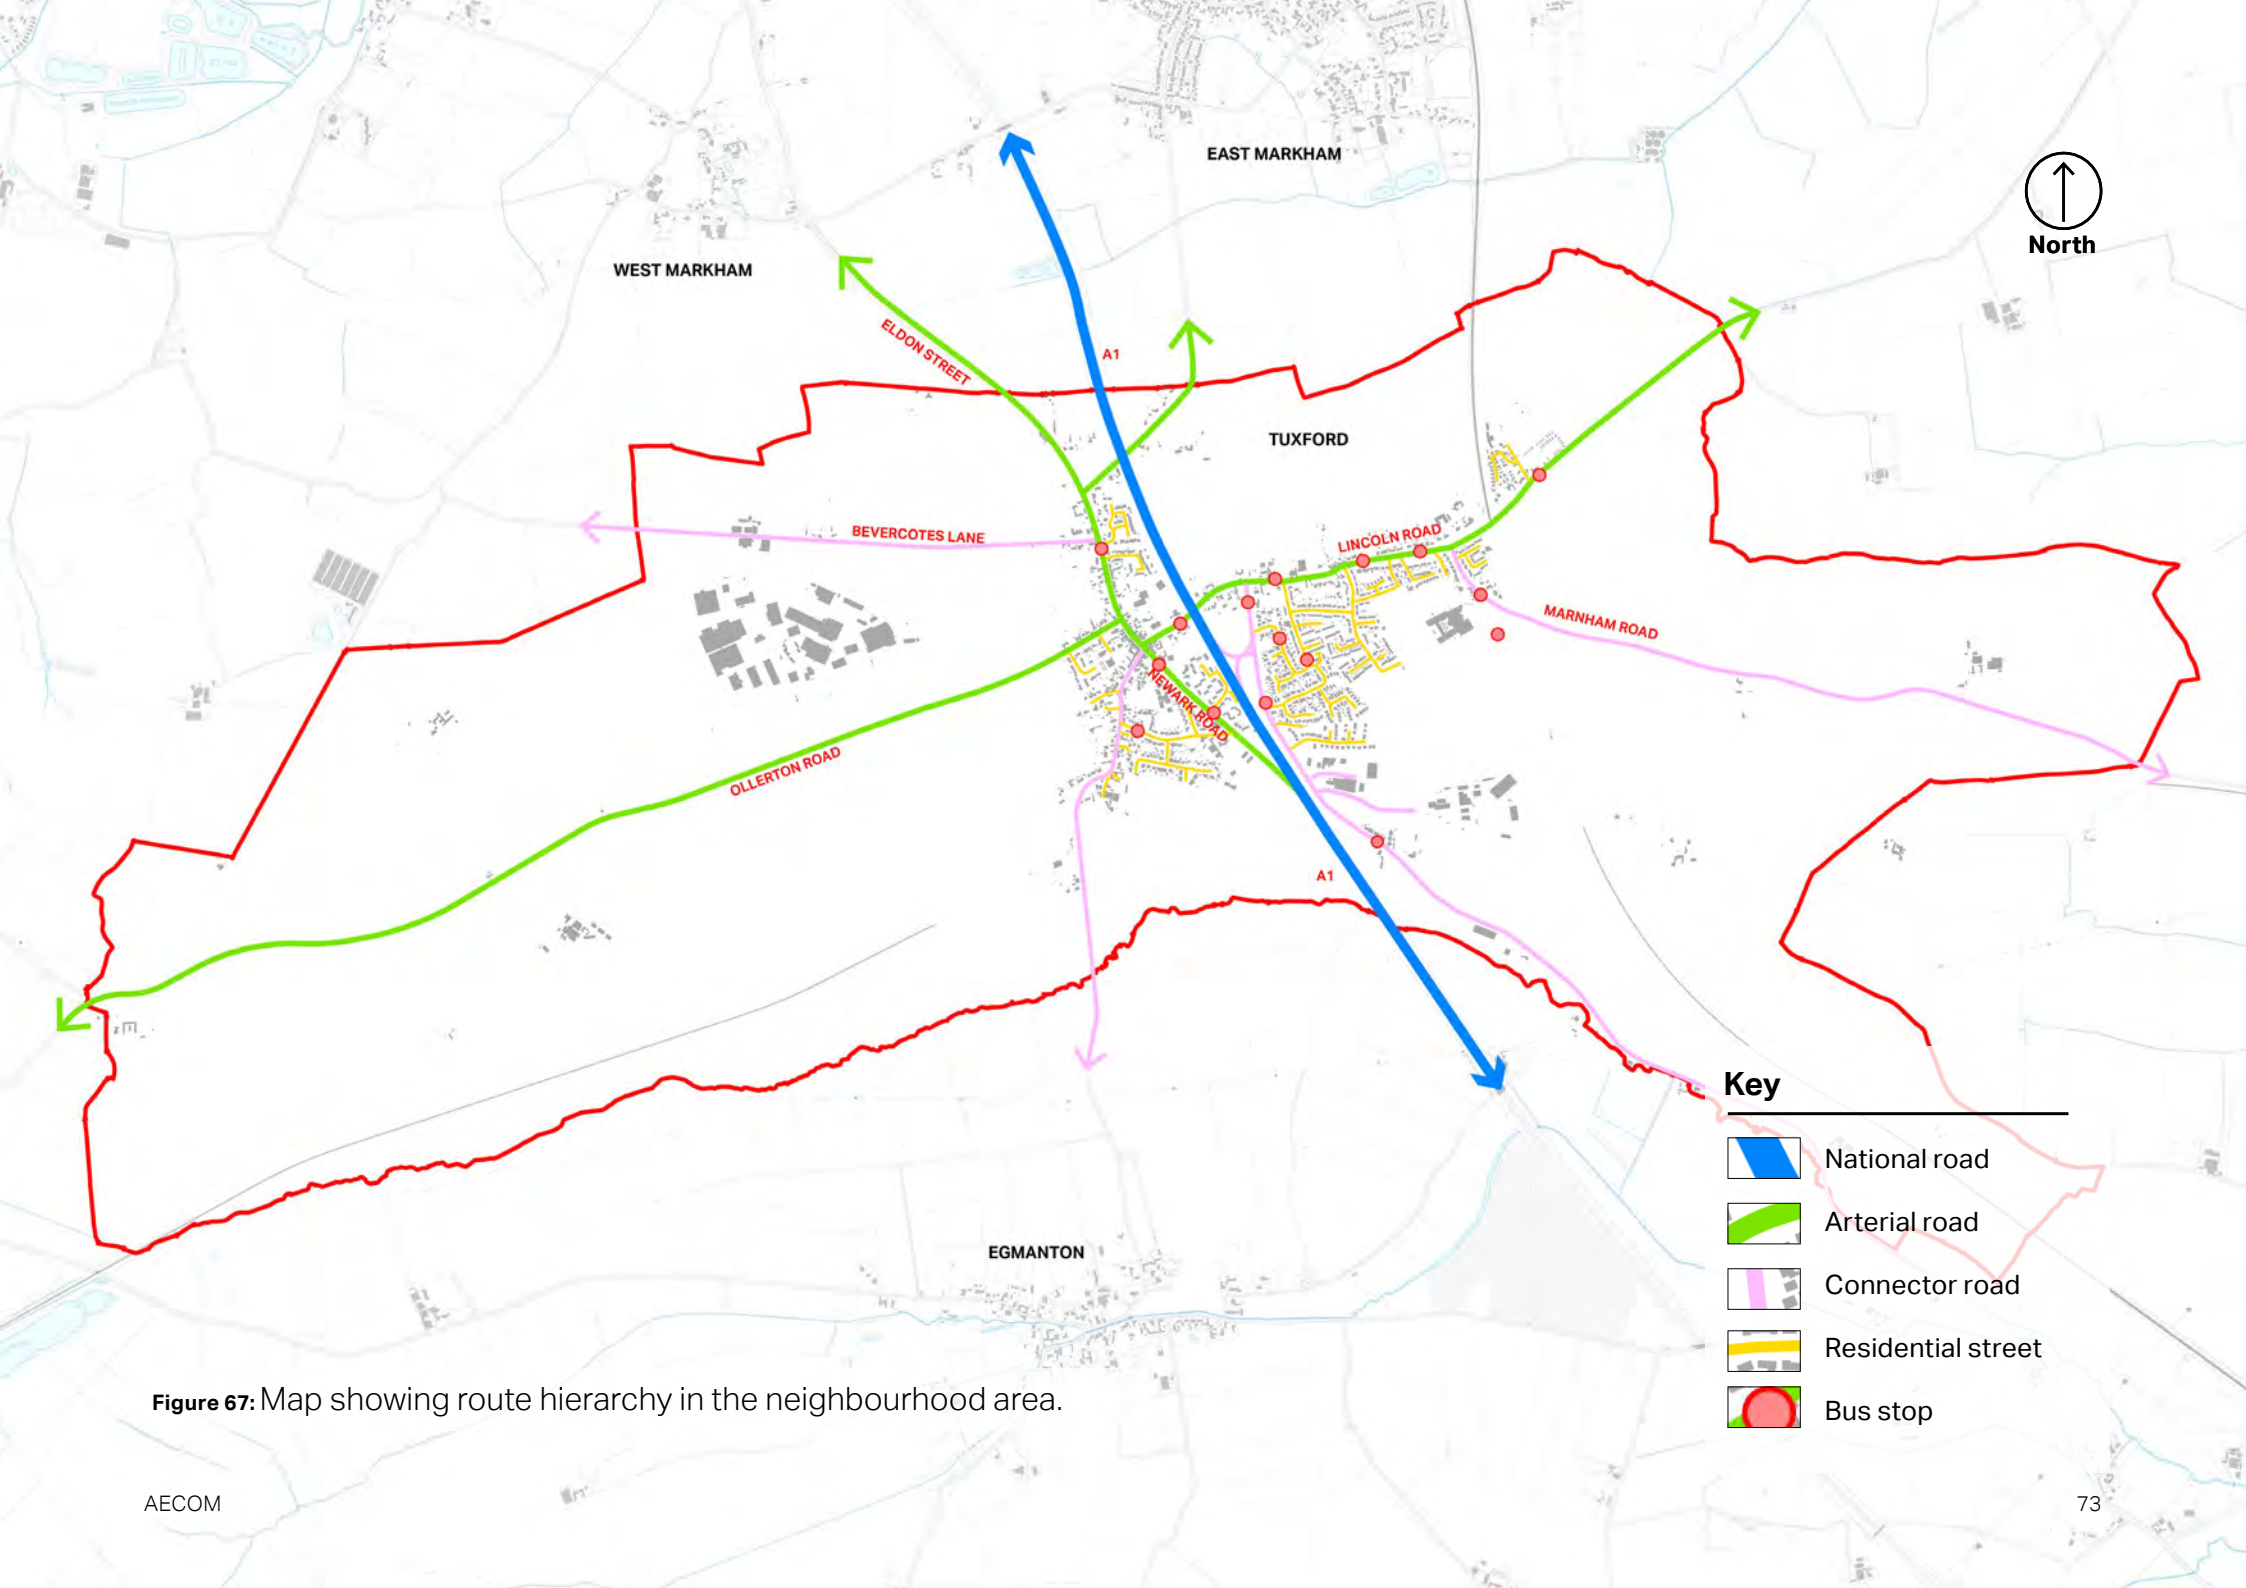 EAST MARKHAM
North
WEST MARKHAM
ELDON STREET
A1
TUXFORD
BEVERCOTES LANE
LINCOLN ROAD
MARNHAM ROAD
NEWARK ROAD
OLLERTON ROAD
A1
Key
National road
Arterial road
Connector road
Residential street
Bus stop
EGMANTON
Figure 67: Map showing route hierarchy in the neighbourhood area.
AECOM
73